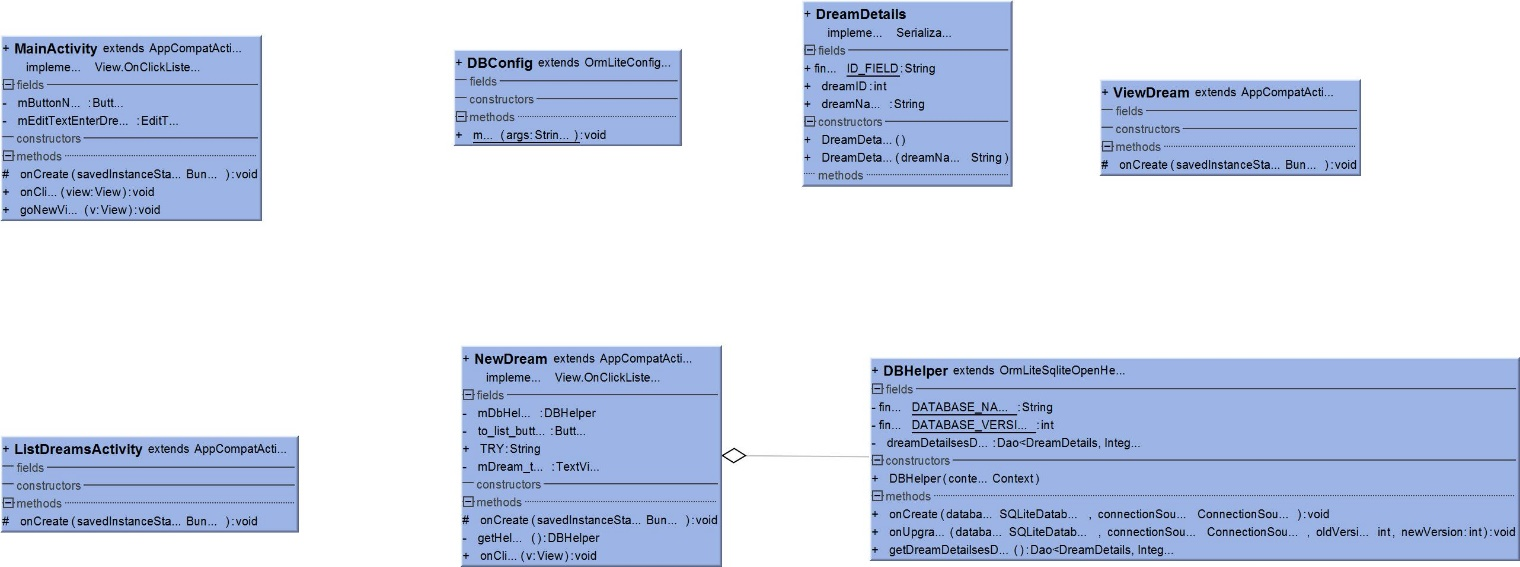 + MainActivity extends AppCompatActi...
impleme... View.OnClickListe...
fields
- mButtonN... :Butt...
- mEditTextEnterDre... :EditT...
constructors
methods
# onCreate(savedInstanceSta... Bun... ):void
+ onCli... (view:View):void
+ goNewVi... (v:View):void
+ DBConfig extends OrmLiteConfig...
fields
constructors
methods
+ m... (args:Strin... ):void
+ DreamDetails
impleme... Serializa...
fields
+ fin... ID_FIELD:String
+ dreamID:int
+ dreamNa... :String
constructors
+ DreamDeta... ()
+ DreamDeta... (dreamNa... String)
methods
+ ViewDream extends AppCompatActi...
fields
constructors
methods
# onCreate(savedInstanceSta... Bun... ):void
+ ListDreamsActivity extends AppCompatActi...
fields
constructors
methods
# onCreate(savedInstanceSta... Bun... ):void
+ NewDream extends AppCompatActi...
impleme... View.OnClickListe...
fields
- mDbHel... :DBHelper
- to_list_butt... :Butt...
+ TRY:String
- mDream_t... :TextVi...
constructors
methods
# onCreate(savedInstanceSta... Bun... ):void
- getHel... ():DBHelper
+ onCli... (v:View):void
+ DBHelper extends OrmLiteSqliteOpenHe...
fields
- fin... DATABASE_NA... :String
- fin... DATABASE_VERSI... :int
- dreamDetailsesD... :Dao<DreamDetails, Integ...
constructors
+ DBHelper(conte... Context)
methods
+ onCreate(databa... SQLiteDatab... , connectionSou... ConnectionSou... ):void
+ onUpgra... (databa... SQLiteDatab... , connectionSou... ConnectionSou... , oldVersi... int, newVersion:int):void
+ getDreamDetailsesD... ():Dao<DreamDetails, Integ...